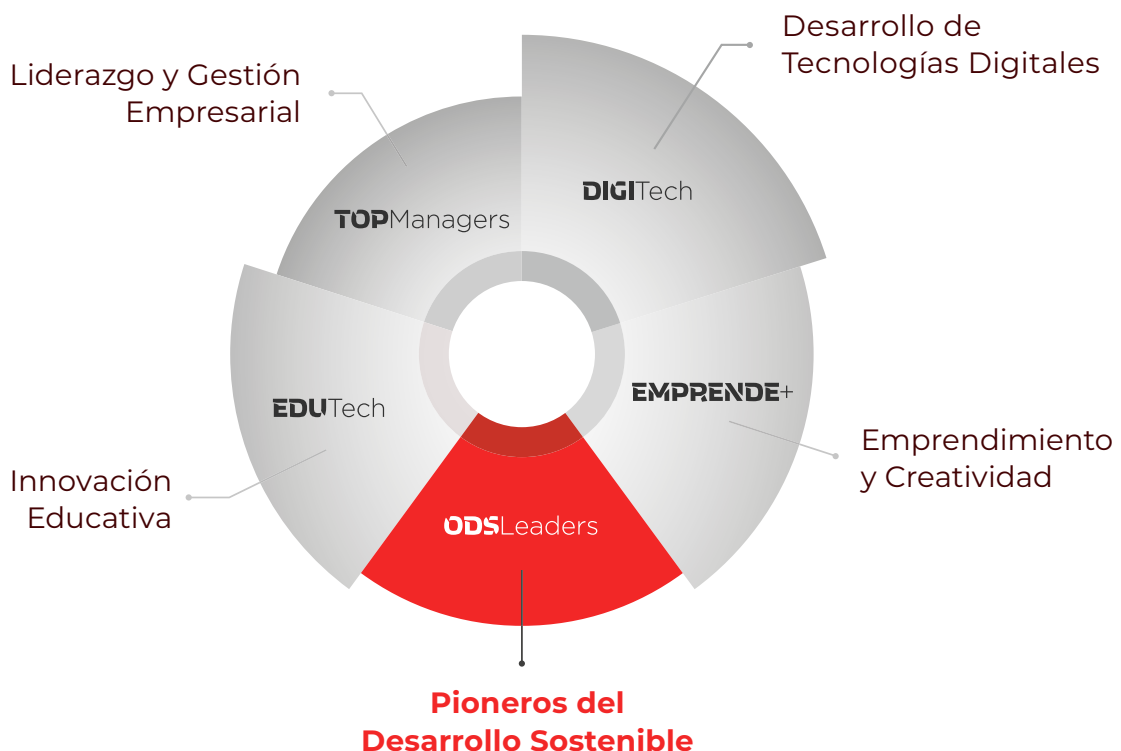 Desarrollo de
Tecnologías Digitales
Liderazgo y Gestión
Empresarial
DIGITech
TOPManagers
EMPRENDE+
EDUTech
Emprendimiento
y Creatividad
Innovación
Educativa
ODSLeaders
Pioneros del
Desarrollo Sostenible